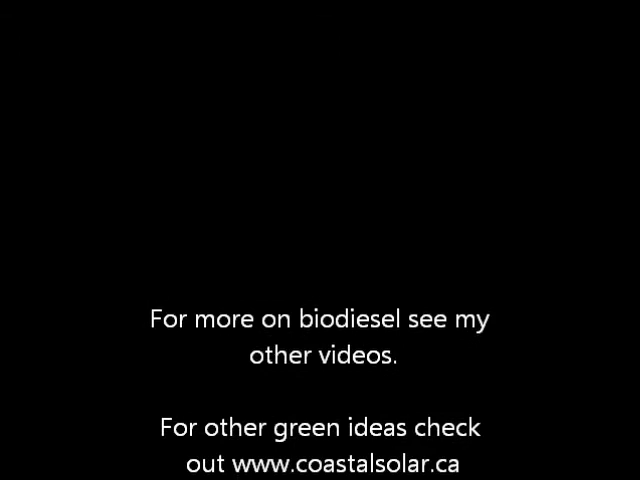 For more on biodiesel see my
other videos.
For other green ideas check
out www.coastalsolar.ca